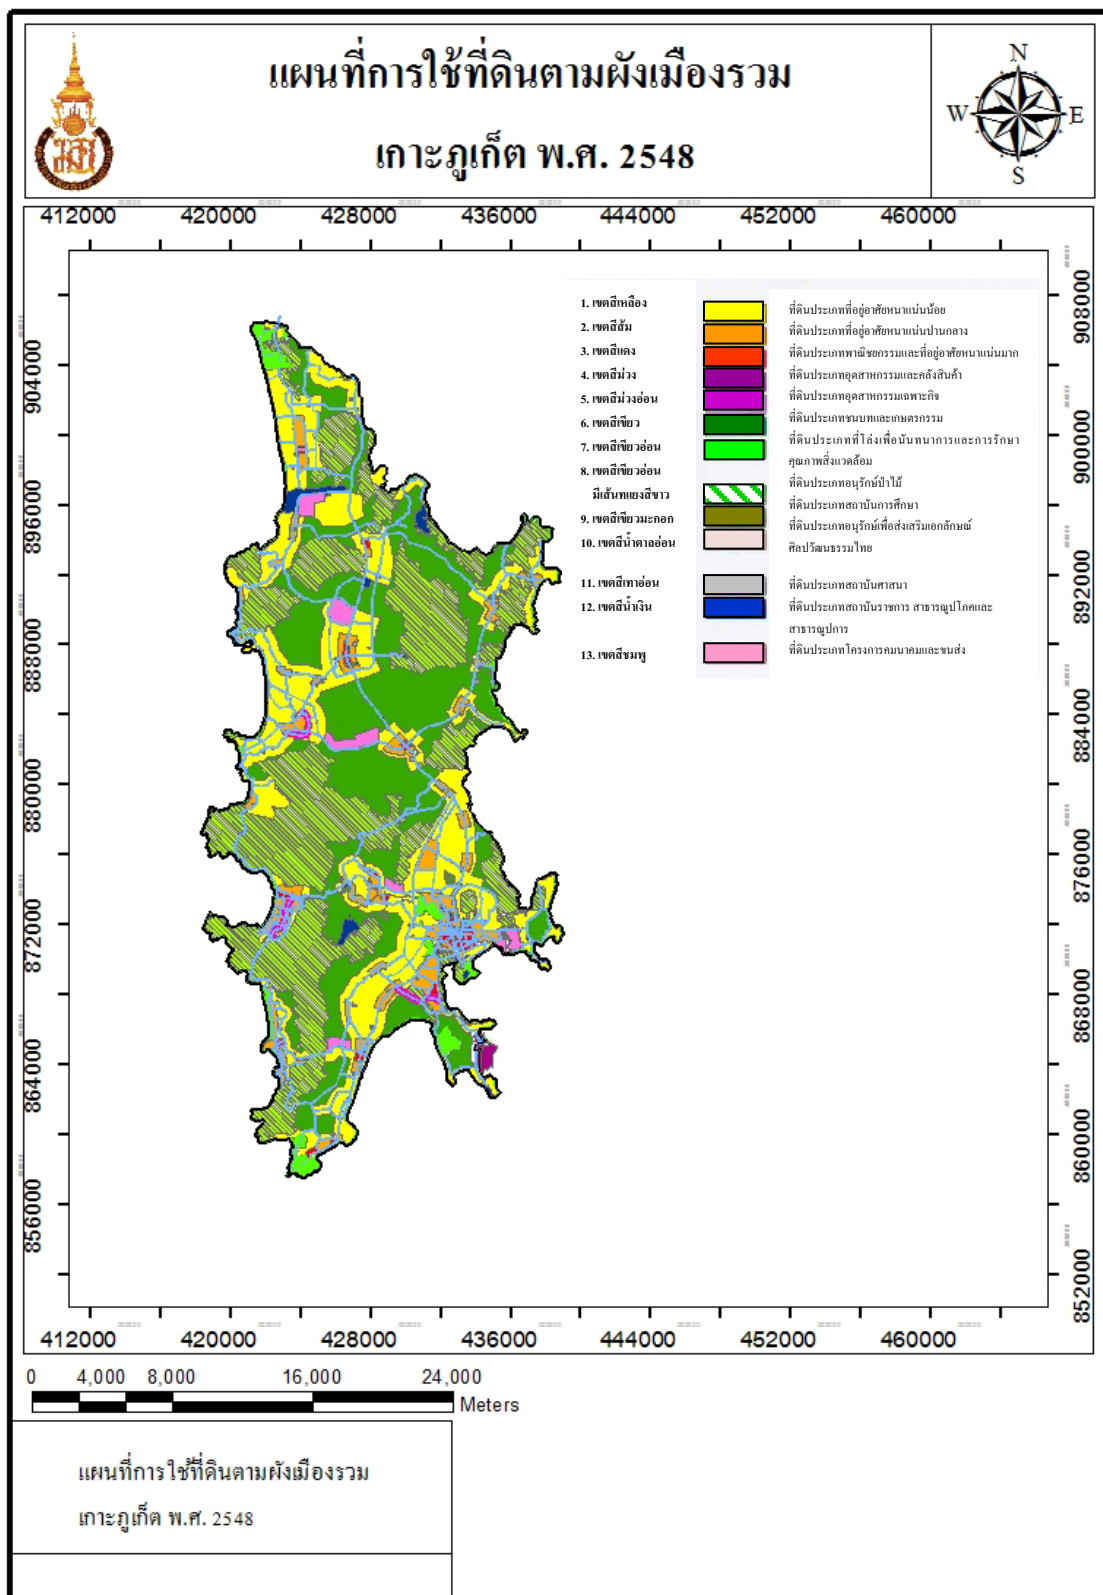 แผนที่การใช้ที่ดินตามผังเมืองรวม
เกาะภูเก็ต พ.ศ. 2548
N
W E
S
412000 420000 428000 436000 444000 452000 460000
1. เขตสีเหลือง ที่ดินประเภทที่อยู่อาศัยหนาแน่นน้อย
2. เขตสีส้ม ที่ดินประเภทที่อยู่อาศัยหนาแน่นปานกลาง
3. เขตสีแดง ที่ดินประเภทพาณิชยกรรมและที่อยู่อาศัยหนาแน่นมาก
4. เขตสีม่วง ที่ดินประเภทอุตสาหกรรมและคลังสินค้า
5. เขตสีม่วงอ่อน ที่ดินประเภทอุตสาหกรรมเฉพาะกิจ
6. เขตสีเขียว ที่ดินประเภทชนบทและเกษตรกรรม
7. เขตสีเขียวอ่อน ที่ดินประเภทที่โล่งเพื่อนันทนาการและการรักษา
คุณภาพสิ่งแวดล้อม
8. เขตสีเขียวอ่อน ที่ดินประเภทอนุรักษ์ป่าไม้
มีเส้นทแยงสีขาว ที่ดินประเภทสถาบันการศึกษา
9. เขตสีเขียวมะกอก ที่ดินประเภทอนุรักษ์เพื่อส่งเสริมเอกลักษณ์
10. เขตสีน้ำตาลอ่อน ศิลปวัฒนธรรมไทย
11. เขตสีเทาอ่อน ที่ดินประเภทสถาบันศาสนา
12. เขตสีน้ำเงิน ที่ดินประเภทสถาบันราชการ สาธารณูปโภคและ
สาธารณูปการ
13. เขตสีชมพู ที่ดินประเภทโครงการคมนาคมและขนส่ง
904000
896000
888000
880000
872000
864000
856000
908000
900000
892000
884000
876000
868000
860000
852000
412000 420000 428000 436000 444000 452000 460000
0 4,000 8,000 16,000 24,000
Meters
แผนที่การใช้ที่ดินตามผังเมืองรวม
เกาะภูเก็ต พ.ศ. 2548